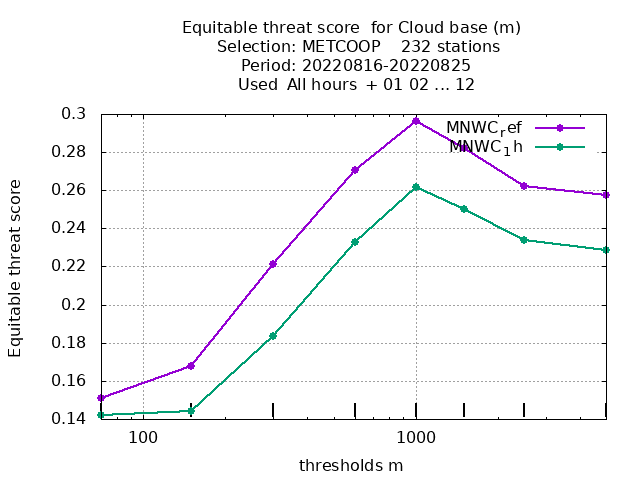 Equitable threat score  for Cloud base (m)
Selection: METCOOP    232 stations
Period: 20220816-20220825
Used  All hours  + 01 02 ... 12
0.3
0.28
0.26
0.24
0.22
0.2
0.18
0.16
0.14
Equitable threat score
MNWC_ref
MNWC_1h
100
1000
thresholds m